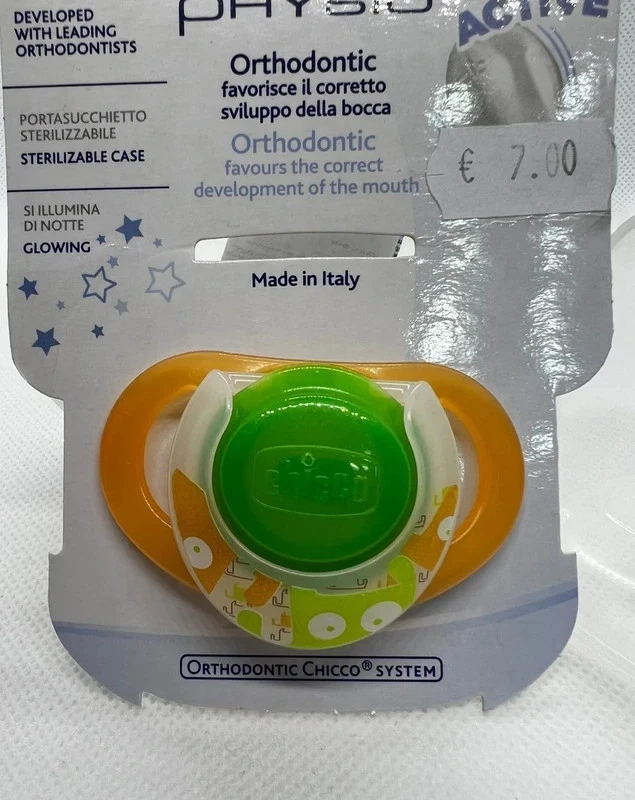 DEVELOPED
WITH LEADING
ORTHODONTISTS
PHYSIO
ACTIVE
Orthodontic
favorisce il corretto
sviluppo della bocca
PORTASUCCHIETTO
STERILIZZABILE
STERILIZABLE CASE
Orthodontic
favours the correct
development of the mouth
€ 7.00
SI ILLUMINA
DI NOTTE
GLOWING
Made in Italy
chicco
ORTHODONTIC CHICCO® SYSTEM